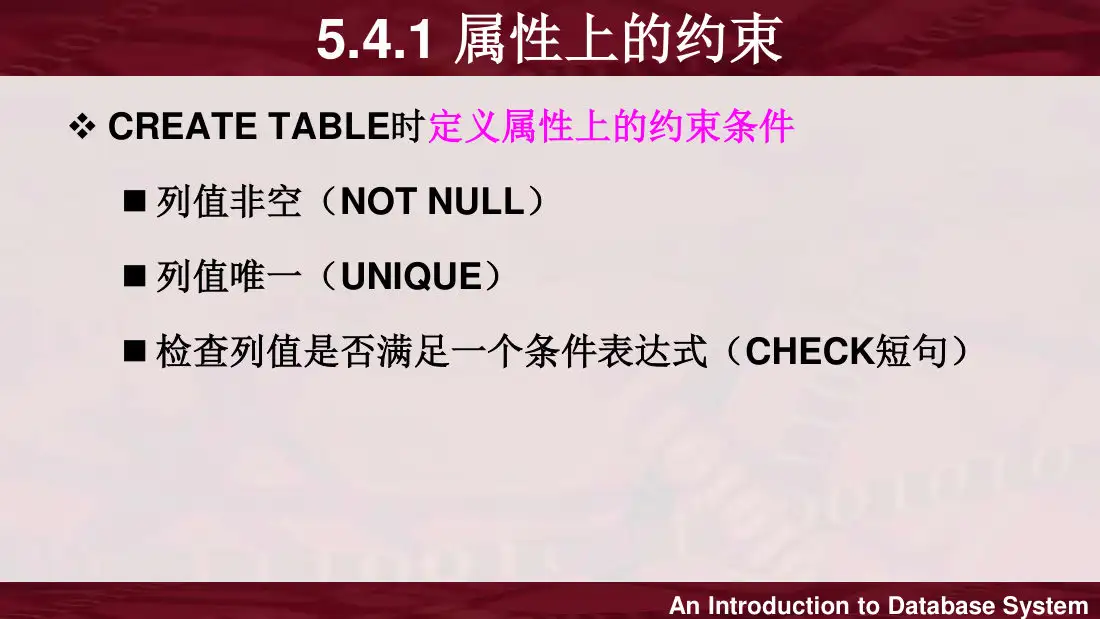 5.4.1 属性上的约束
❖ CREATE TABLE时定义属性上的约束条件
■ 列值非空（NOT NULL）
■ 列值唯一（UNIQUE）
■ 检查列值是否满足一个条件表达式（CHECK短句）
An Introduction to Database System